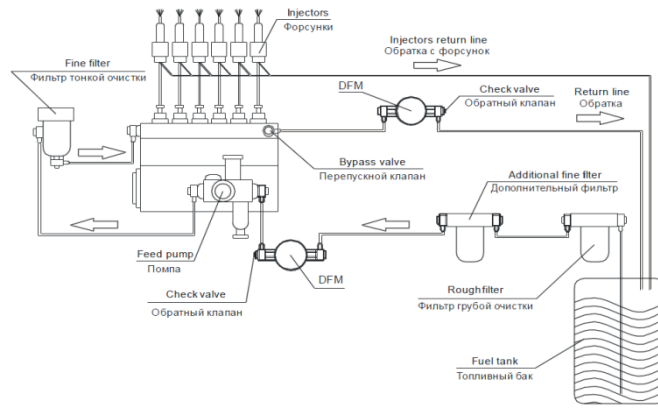 Injectors
Форсунки
Injectors return line
Обратка с форсунок
Fine filter
Фильтр тонкой очистки
DFM
Check valve
Обратный клапан
Return line
Обратка
Bypass valve
Перепускной клапан
Additional fine filter
Дополнительный фильтр
Feed pump
Помпа
DFM
Check valve
Обратный клапан
Rough filter
Фильтр грубой очистки
Fuel tank
Топливный бак